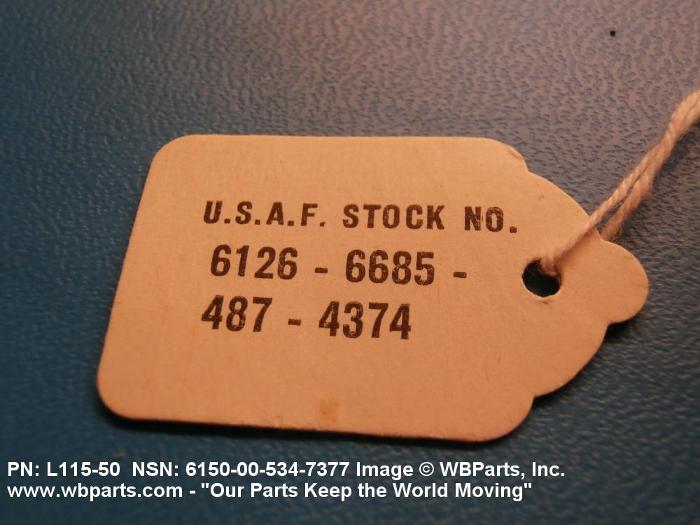 U.S.A.F. STOCK NO.
6126 - 6685 -
487 - 4374
PN: L115-50 NSN: 6150-00-534-7377 Image © WBParts, Inc.
www.wbparts.com - "Our Parts Keep the World Moving"